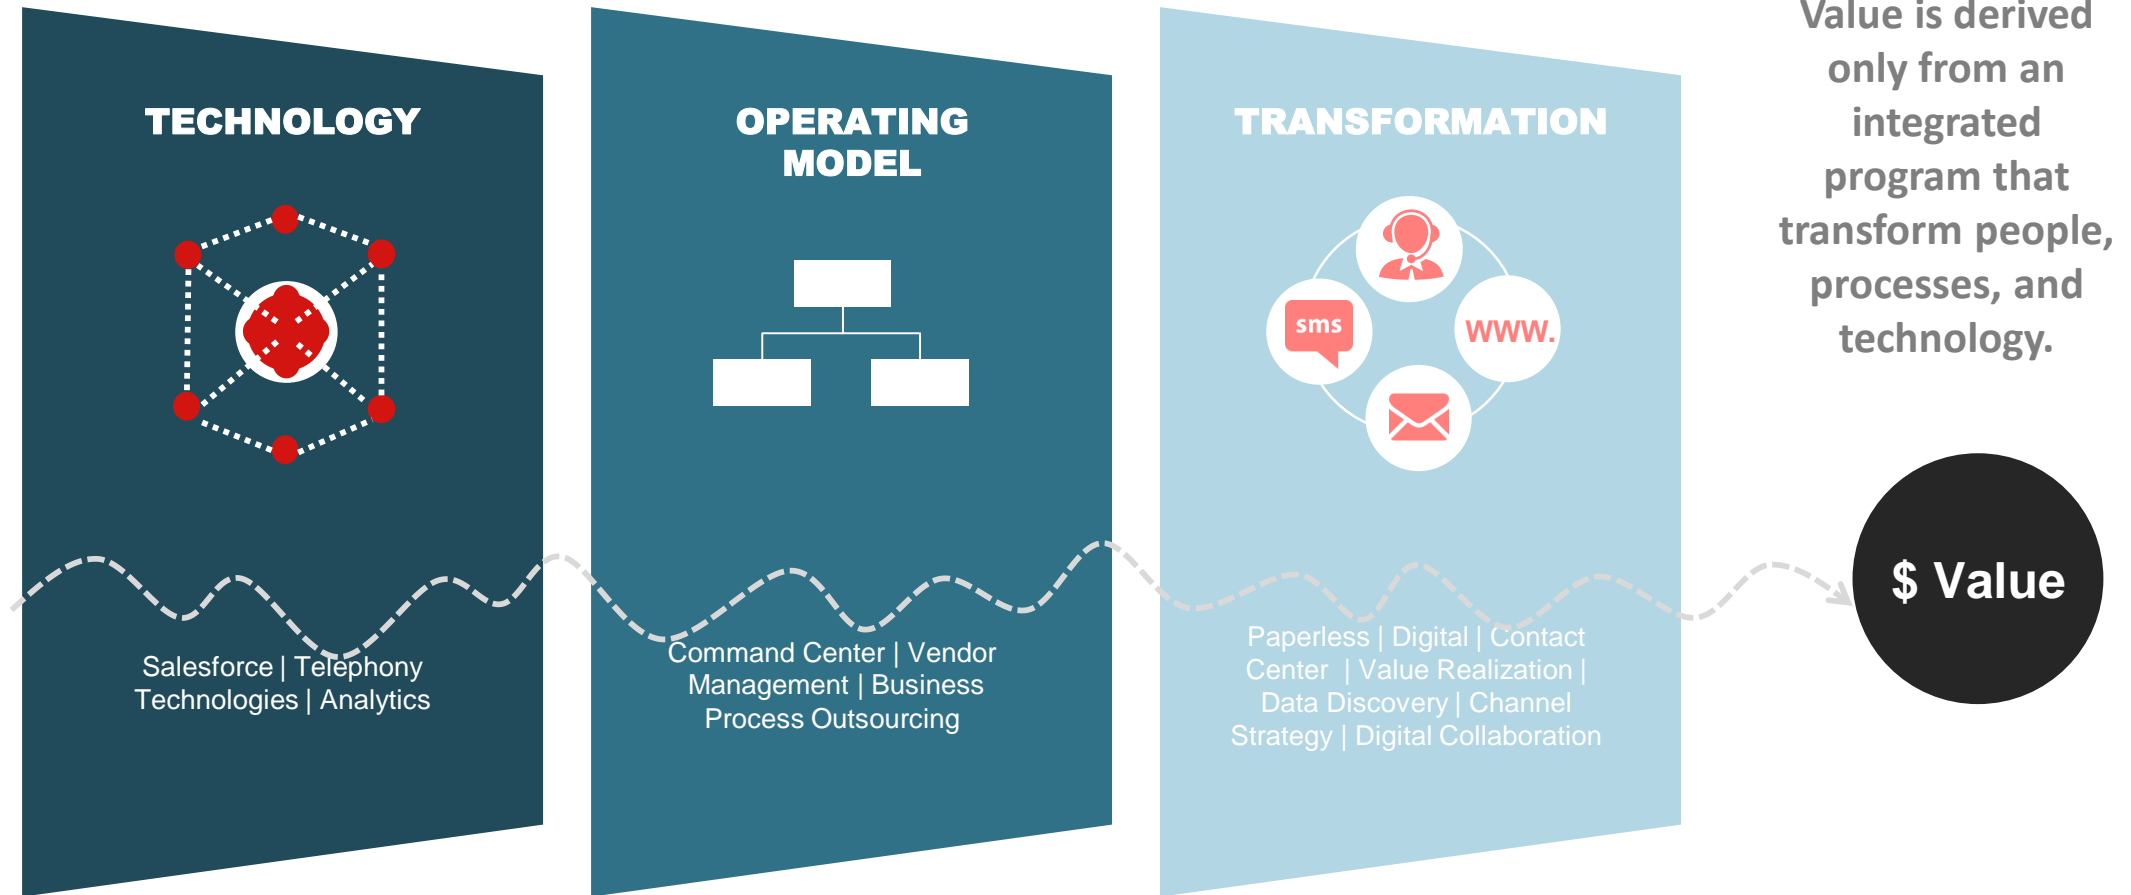 TECHNOLOGY
Salesforce | Telephony
Technologies | Analytics
OPERATING
MODEL
Command Center | Vendor
Management | Business
Process Outsourcing
TRANSFORMATION
sms
www.
Paperless | Digital | Contact
Center | Value Realization |
Data Discovery | Channel
Strategy | Digital Collaboration
Value is derived
only from an
integrated
program that
transform people,
processes, and
technology.
$ Value